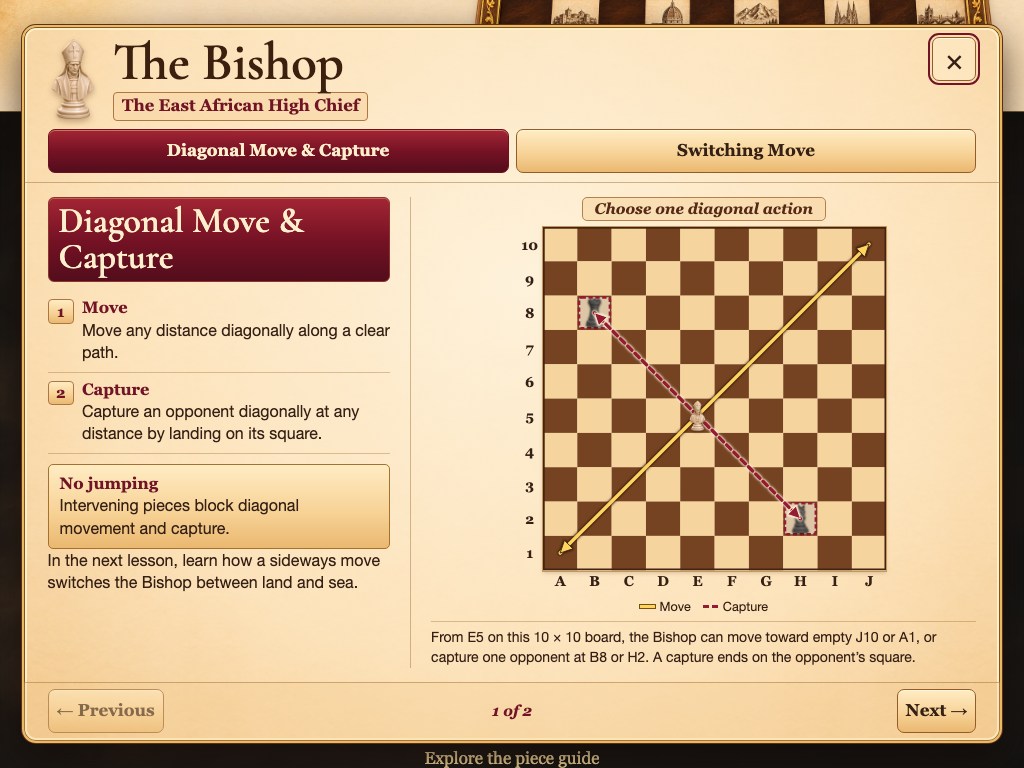 The Bishop
The East African High Chief
×
Diagonal Move & Capture
Switching Move
Diagonal Move &
Capture
1
Move
Move any distance diagonally along a clear
path.
2
Capture
Capture an opponent diagonally at any
distance by landing on its square.
No jumping
Intervening pieces block diagonal
movement and capture.
In the next lesson, learn how a sideways move
switches the Bishop between land and sea.
Choose one diagonal action
10
9
8
7
6
5
4
3
2
1
A B C D E F G H I J
Move Capture
From E5 on this 10 × 10 board, the Bishop can move toward empty J10 or A1, or
capture one opponent at B8 or H2. A capture ends on the opponent’s square.
← Previous
1 of 2
Next →
Explore the piece guide